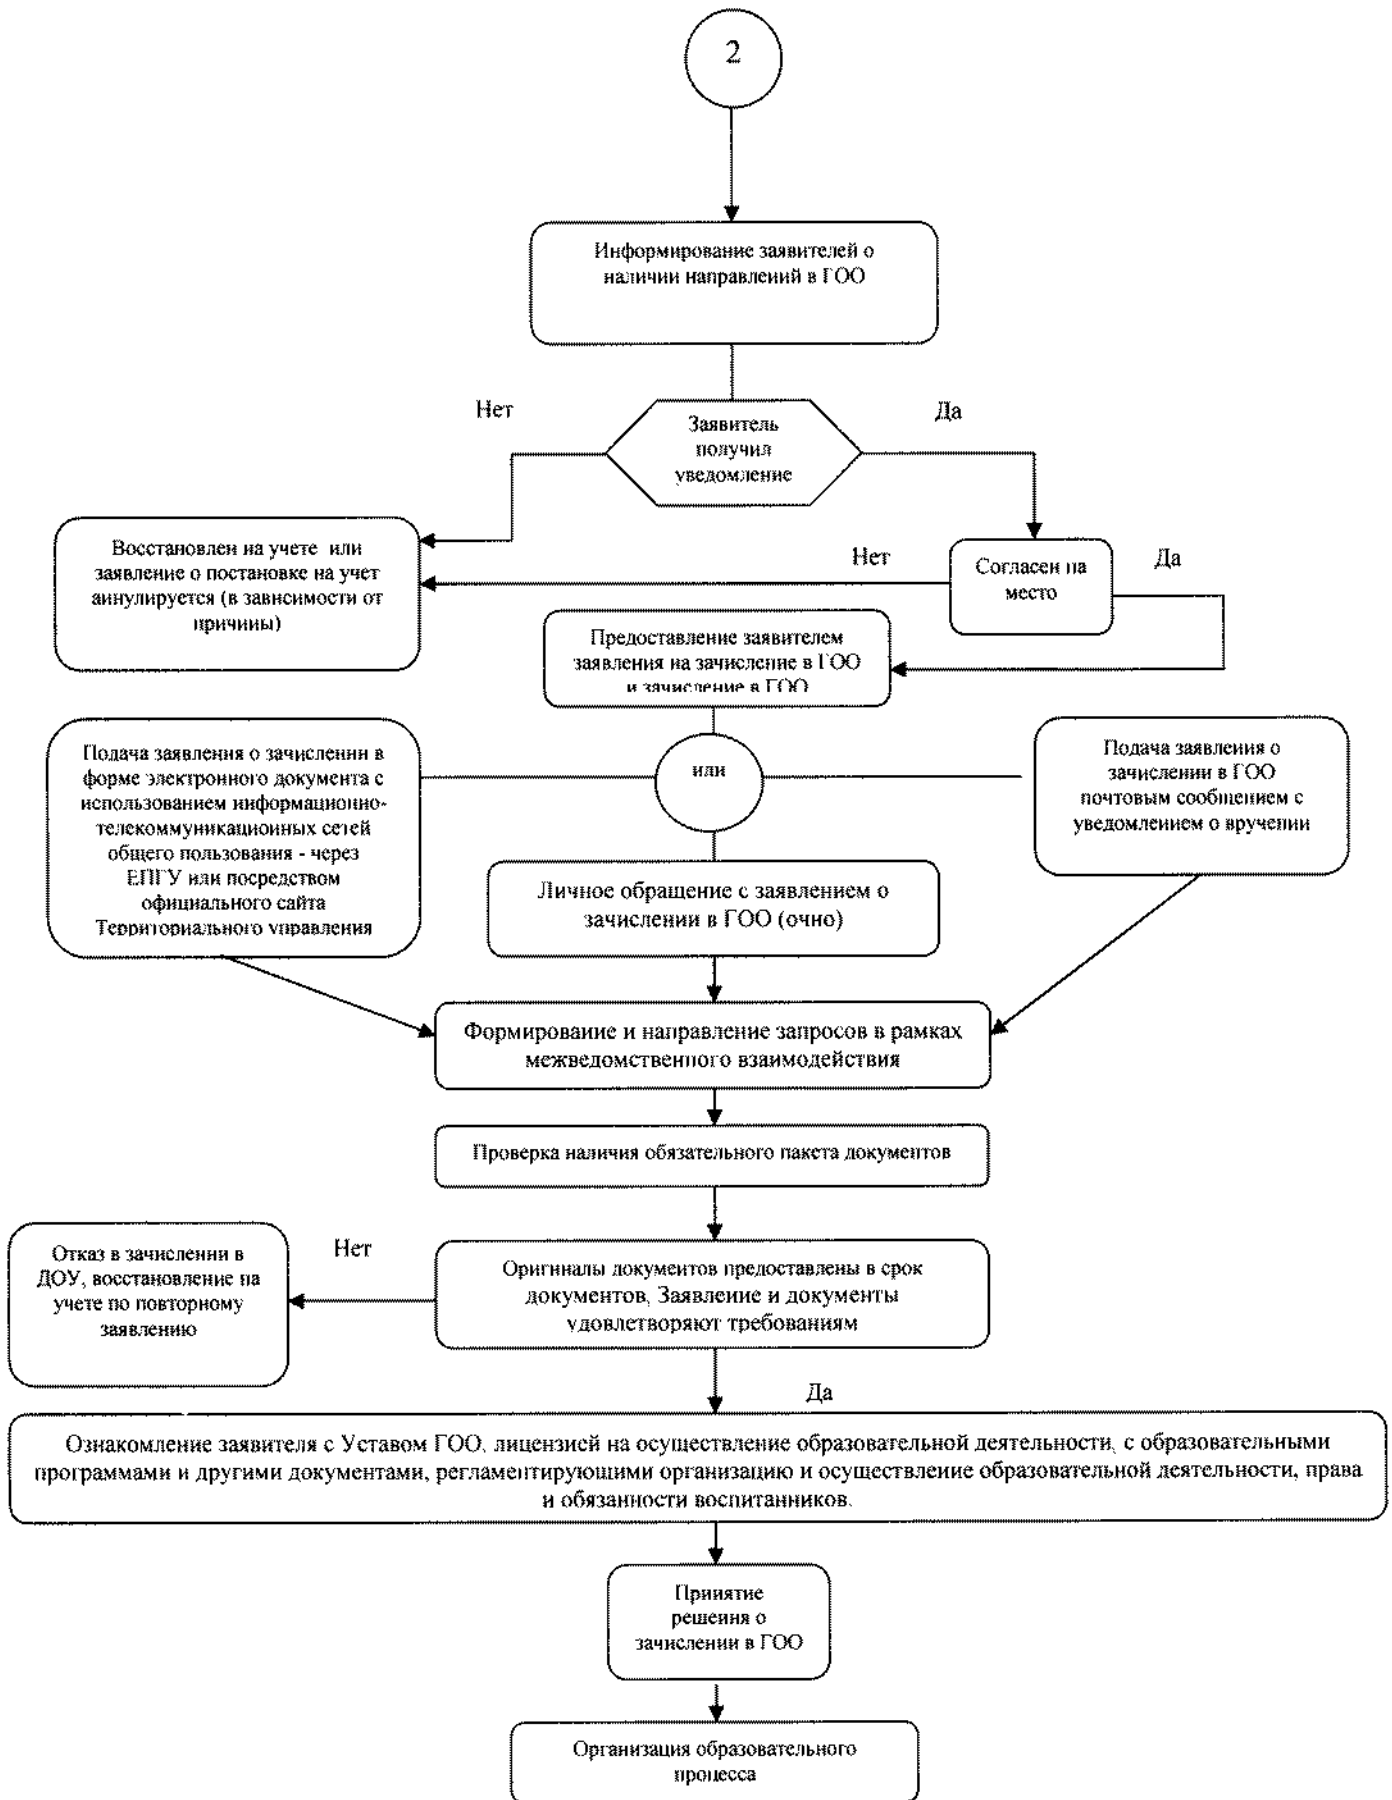 2
Информирование заявителей о
наличии направлений в ГОО
Нет
Да
Заявитель
получил
уведомление
Восстановлен на учете или
заявление о постановке на учет
аннулируется (в зависимости от
причины)
Нет
Согласен на
место
Да
Предоставление заявителем
заявления на зачисление в ГОО
и зачисление в ГОО
Подача заявления о зачислении в
форме электронного документа с
использованием информационно-
телекоммуникационных сетей
общего пользования - через
ЕПГУ или посредством
официального сайта
Территориального управления
или
Подача заявления о
зачислении в ГОО
почтовым сообщением с
уведомлением о вручении
Личное обращение с заявлением о
зачислении в ГОО (очно)
Формирование и направление запросов в рамках
межведомственного взаимодействия
Проверка наличия обязательного пакета документов
Отказ в зачислении в
ДОУ, восстановление на
учете по повторному
заявлению
Нет
Оригиналы документов предоставлены в срок
документов, Заявление и документы
удовлетворяют требованиям
Да
Ознакомление заявителя с Уставом ГОО, лицензией на осуществление образовательной деятельности, с образовательными
программами и другими документами, регламентирующими организацию и осуществление образовательной деятельности, права
и обязанности воспитанников.
Принятие
решения о
зачислении в ГОО
Организация образовательного
процесса